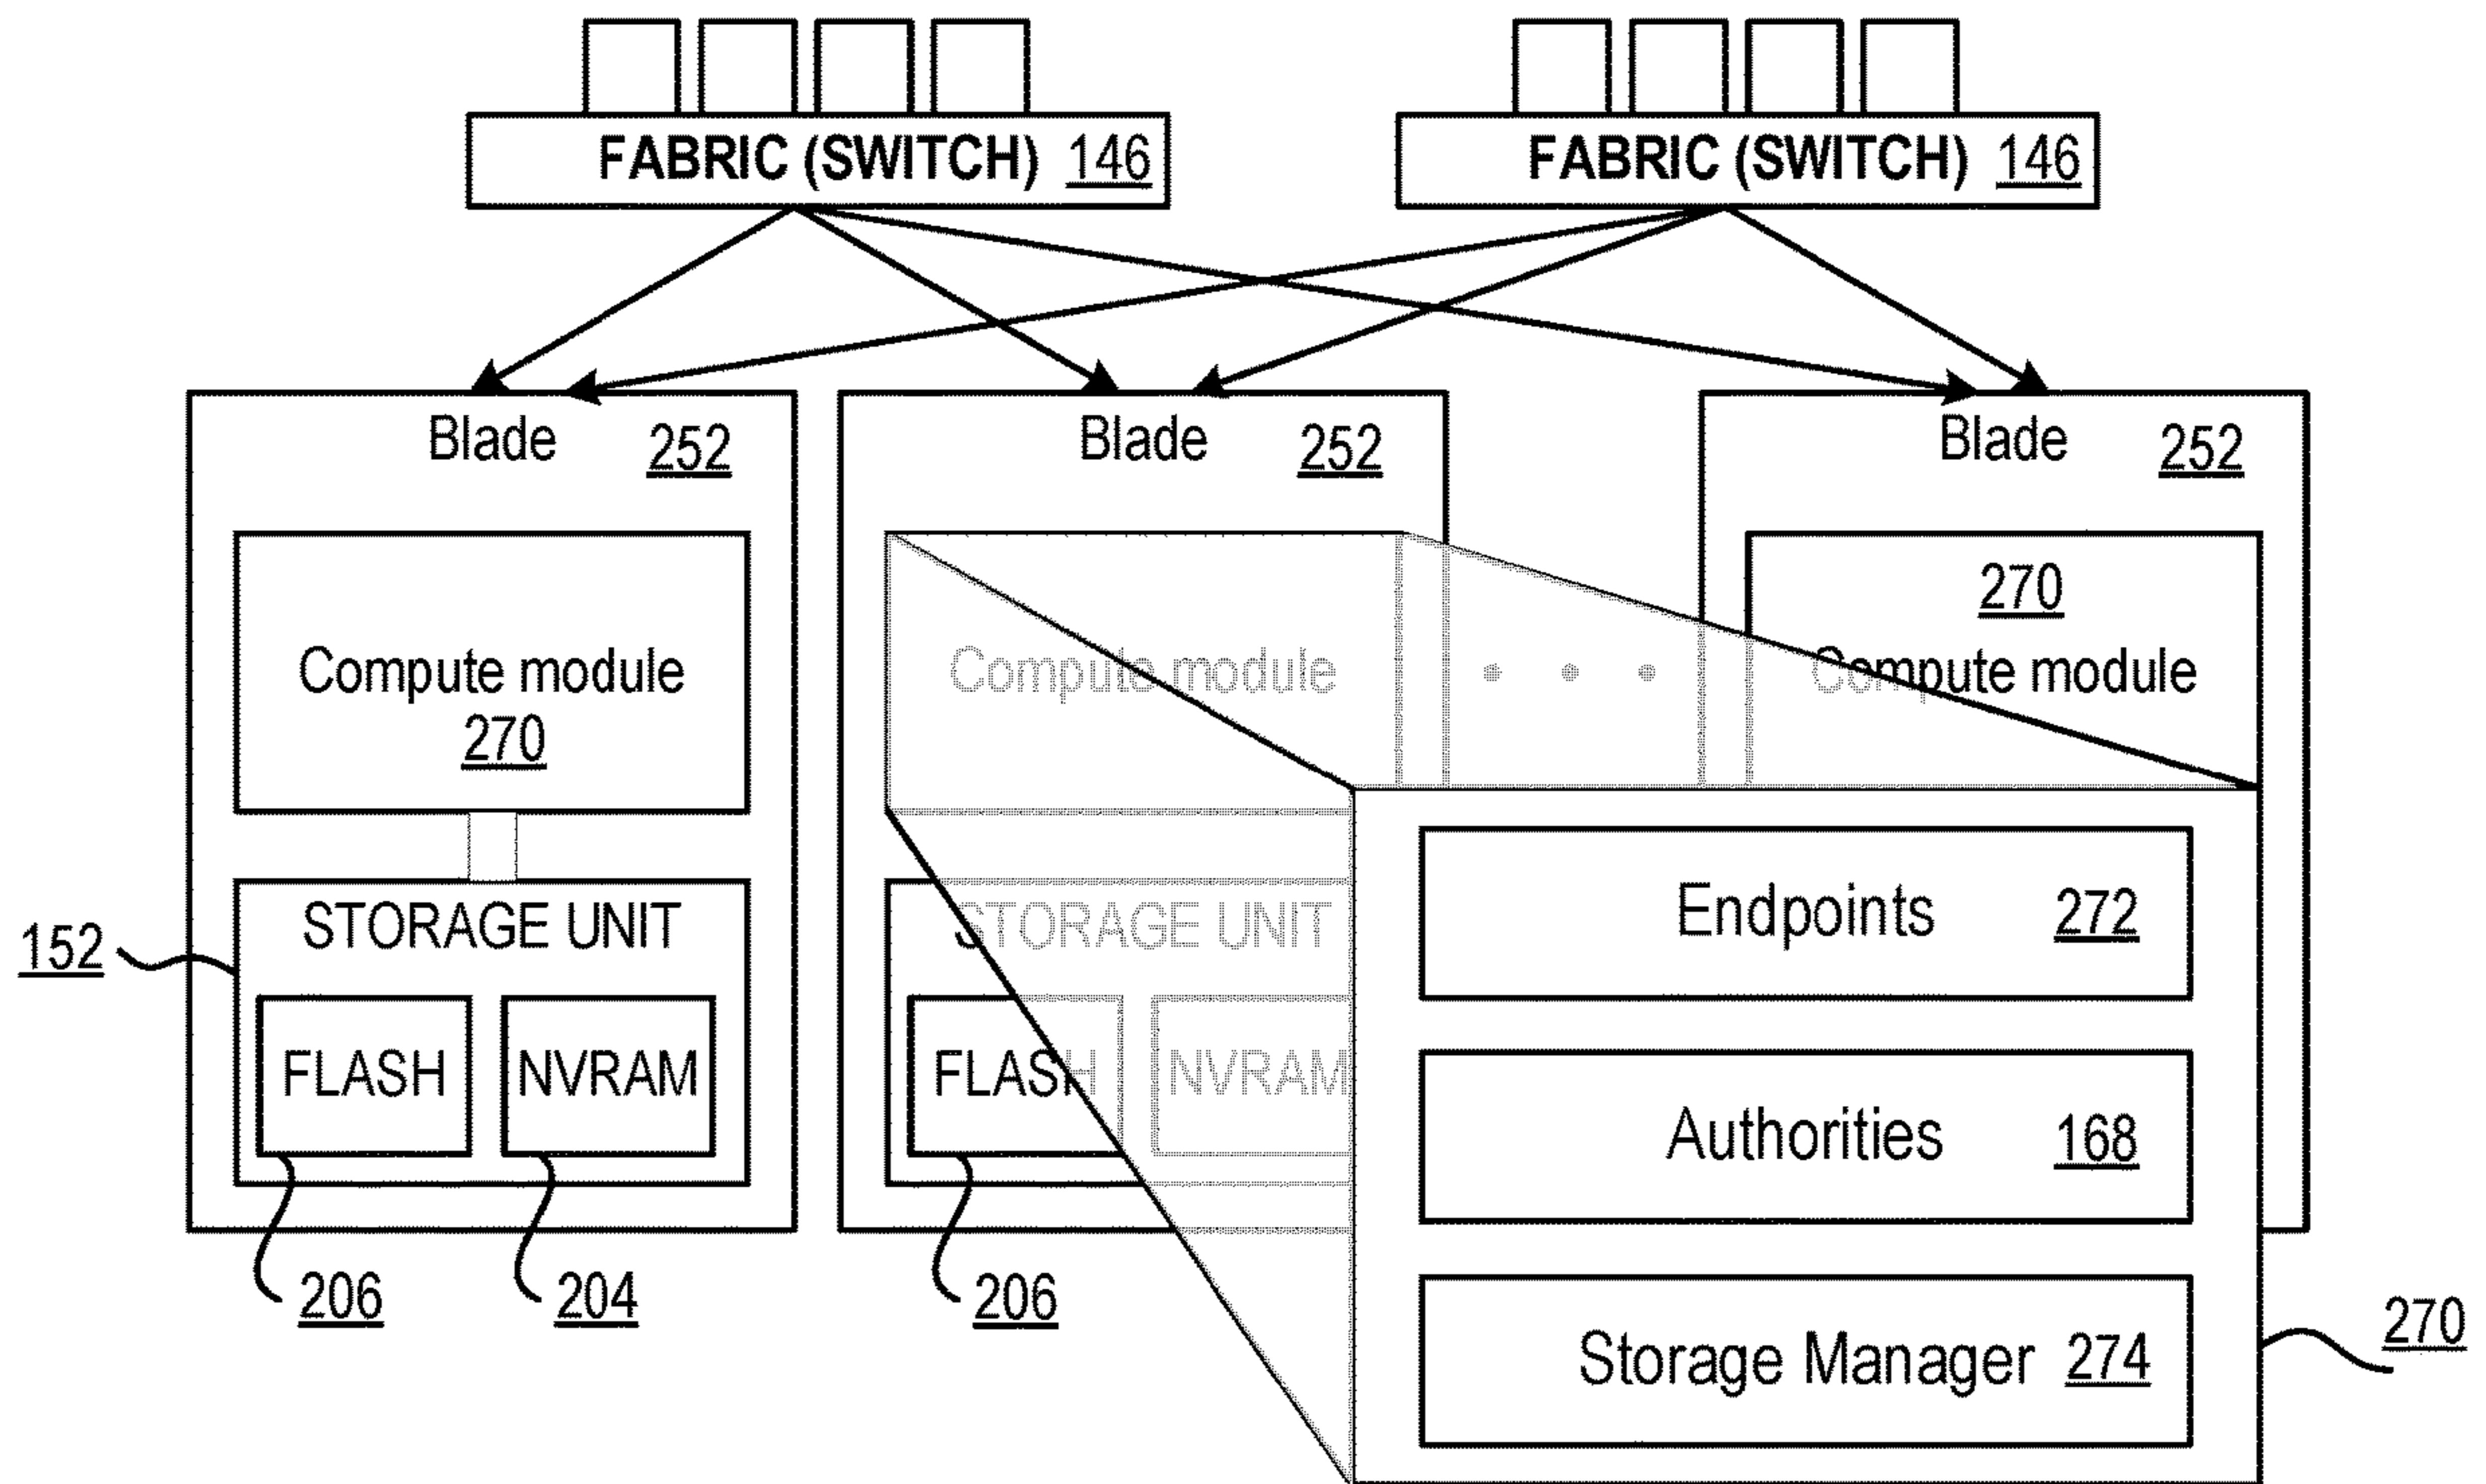 FABRIC (SWITCH) 146
FABRIC (SWITCH) 146
Blade 252
Blade 252
Blade 252
Compute module
270
Compute module
270
Compute module
STORAGE UNIT
152
FLASH
NVRAM
206
204
STORAGE UNIT
FLASH
NVRAM
206
Endpoints 272
Authorities 168
Storage Manager 274
270